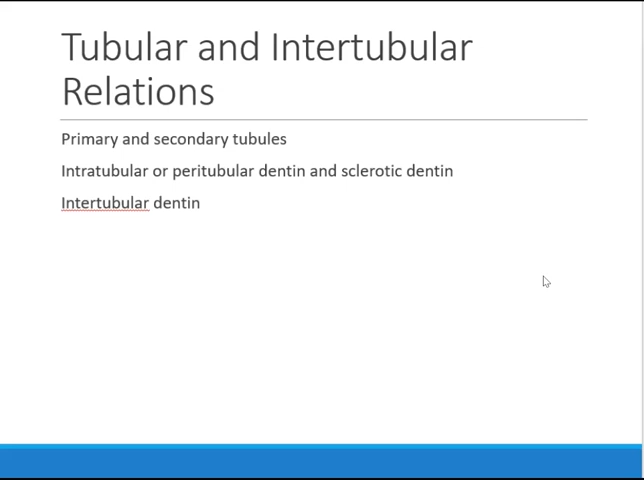 Tubular and Intertubular
Relations
Primary and secondary tubules
Intratubular or peritubular dentin and sclerotic dentin
Intertubular dentin